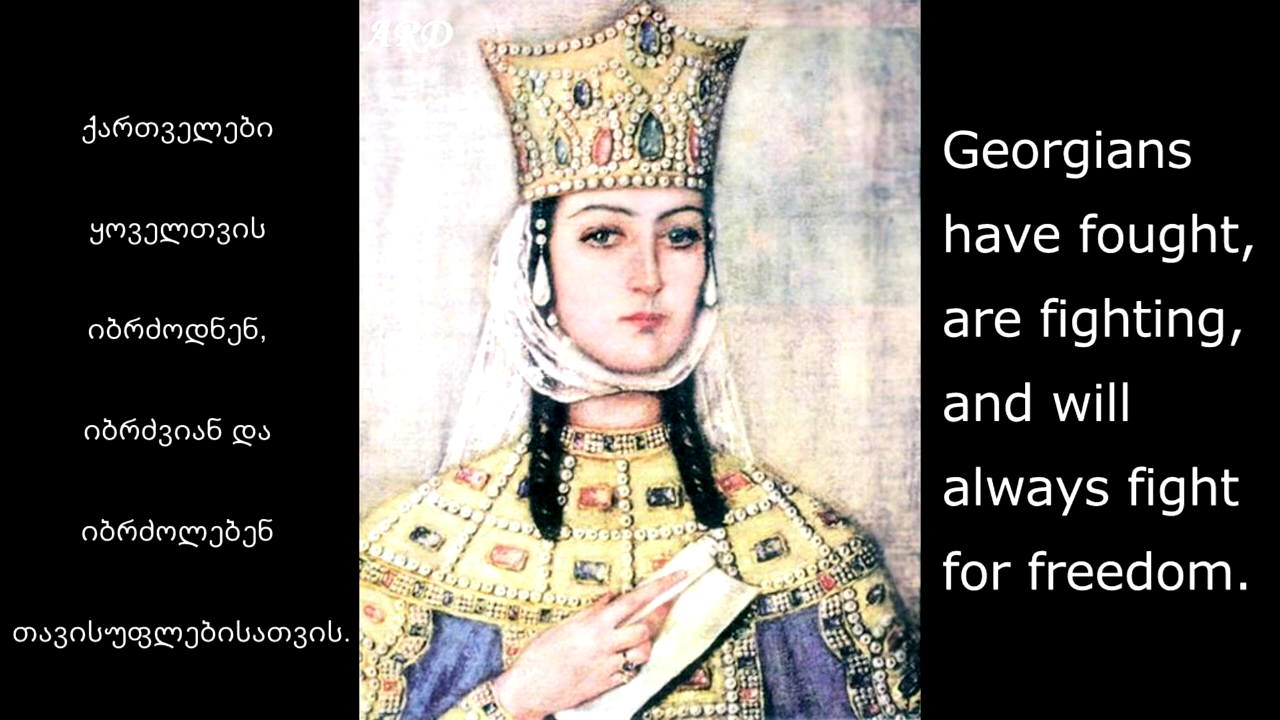 ARD
ქართველები
ყოველთვის
იბრძოდნენ,
იბრძვიან და
იბრძოლებენ
თავისუფლებისათვის.
Georgians
have fought,
are fighting,
and will
always fight
for freedom.